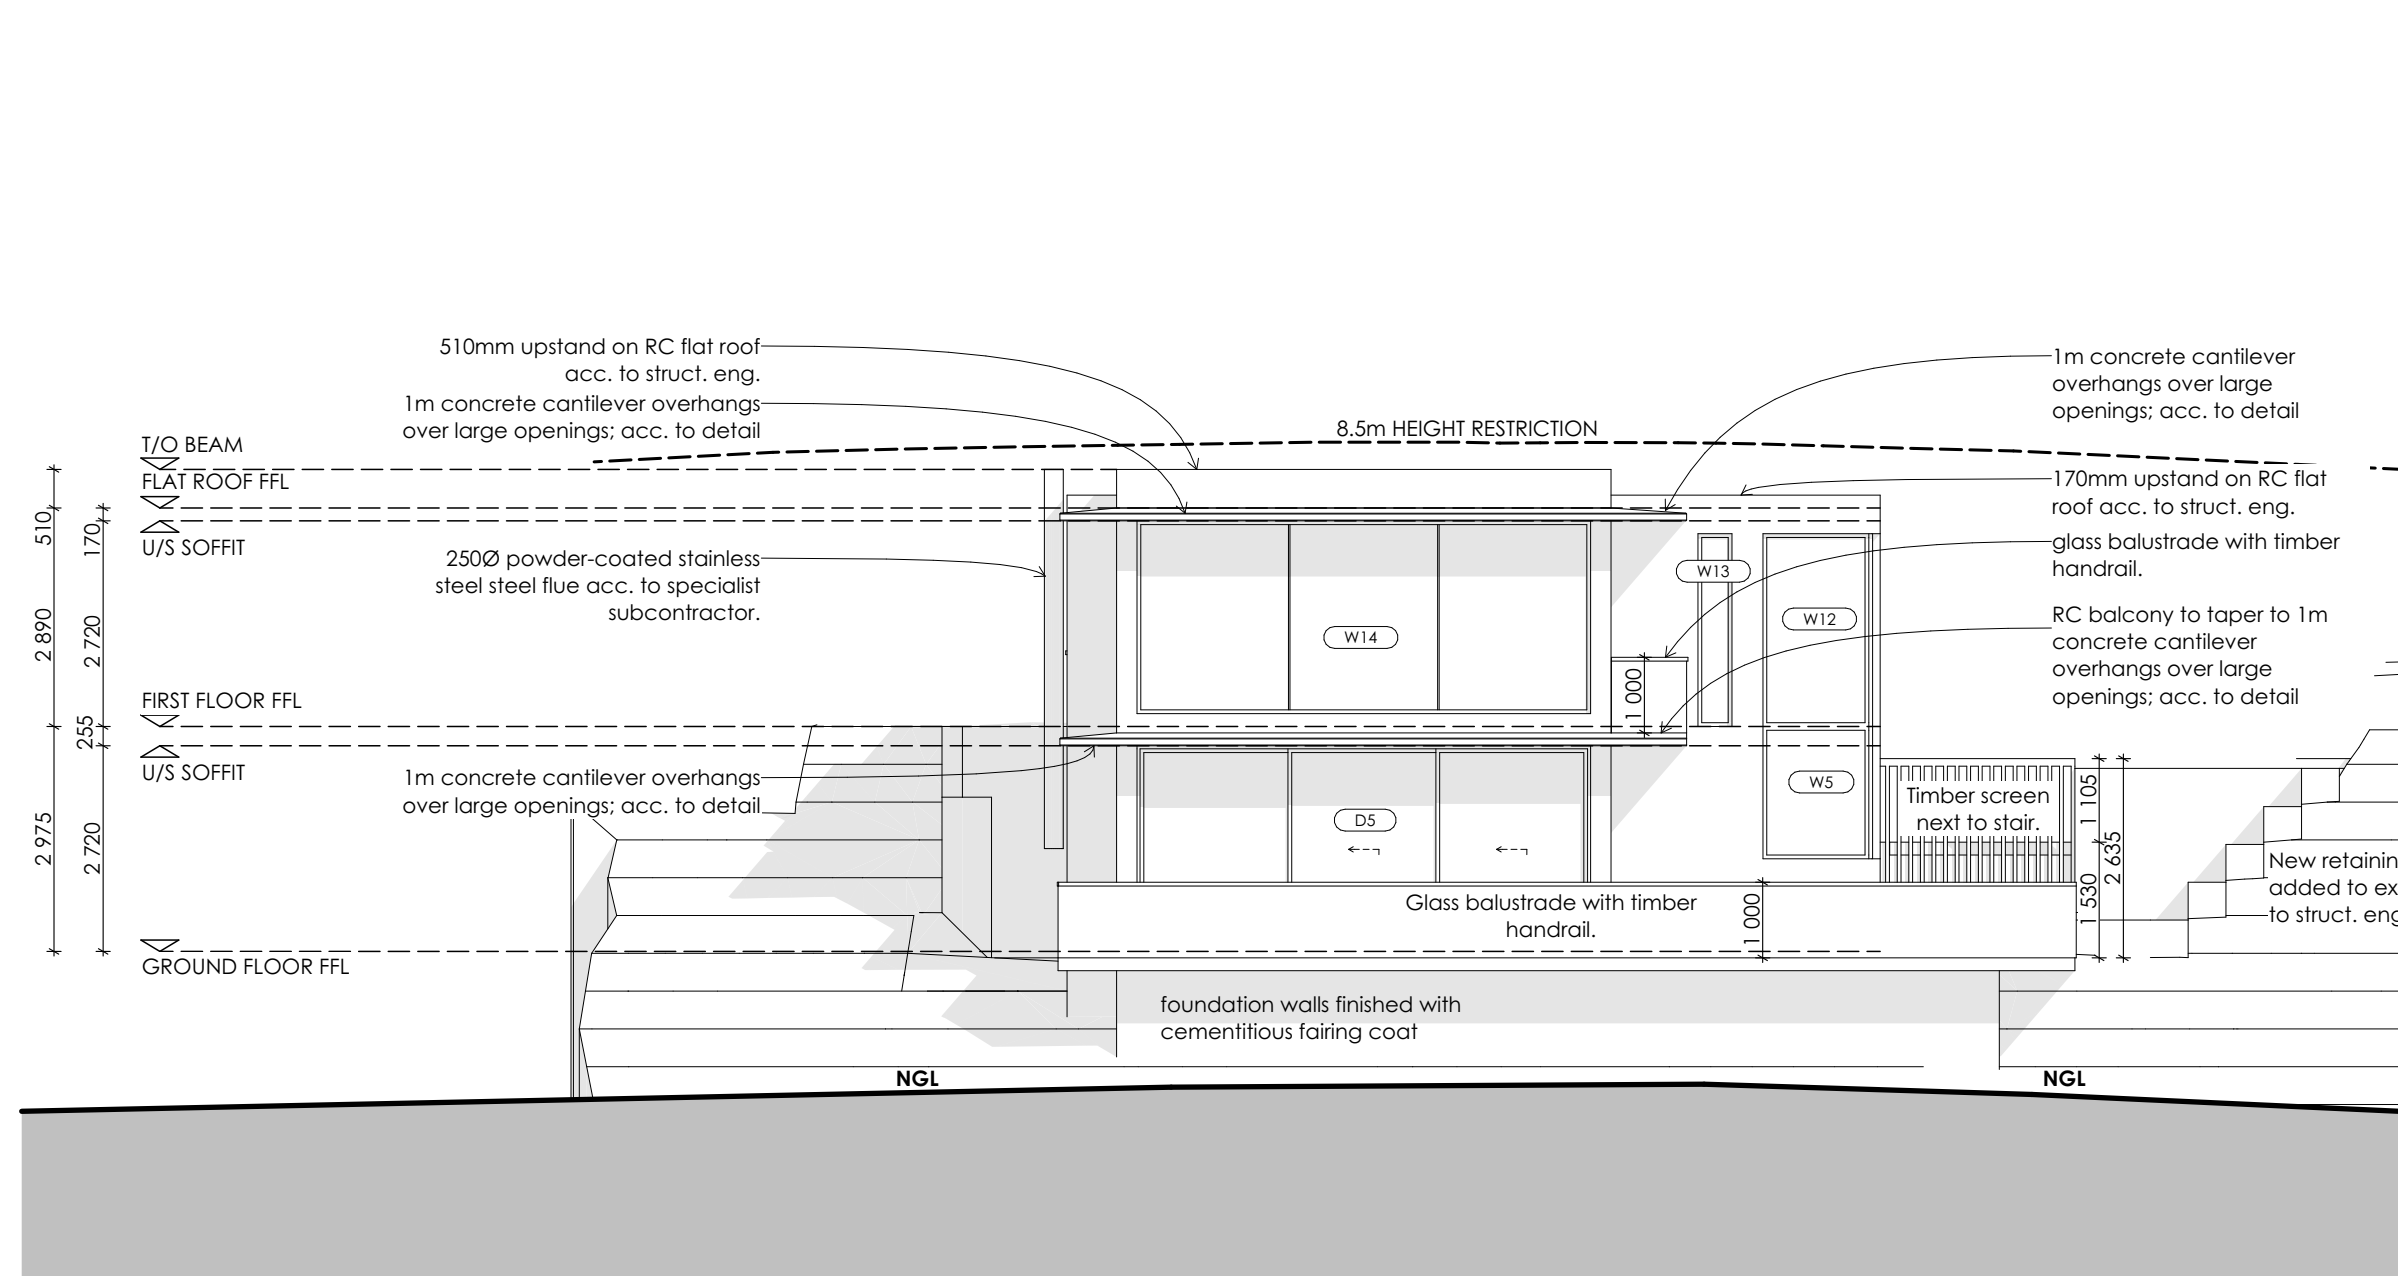 510mm upstand on RC flat roof
acc. to struct. eng.
1m concrete cantilever overhangs
over large openings; acc. to detail
1m concrete cantilever
overhangs over large
openings; acc. to detail
8.5m HEIGHT RESTRICTION
T/O BEAM
FLAT ROOF FFL
U/S SOFFIT
510
170
170mm upstand on RC flat
roof acc. to struct. eng.
250Ø powder-coated stainless
steel steel flue acc. to specialist
subcontractor.
glass balustrade with timber
handrail.
W13
W12
W14
2 890
2 720
RC balcony to taper to 1m
concrete cantilever
overhangs over large
openings; acc. to detail
1 000
FIRST FLOOR FFL
255
U/S SOFFIT
1m concrete cantilever overhangs
over large openings; acc. to detail
W5
D5
Timber screen
next to stair.
1 105
2 635
1 530
2 975
2 720
New retainin
added to ex
to struct. eng
Glass balustrade with timber
handrail.
1 000
GROUND FLOOR FFL
foundation walls finished with
cementitious fairing coat
NGL
NGL